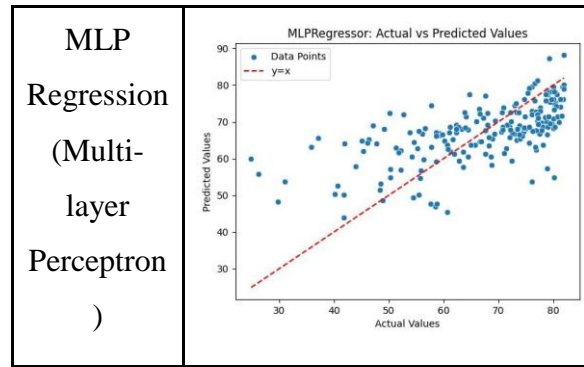 MLP
Regression
(Multi-
layer
Perceptron
)
MLPRegressor: Actual vs Predicted Values
Data Points
y=x
90
80
70
60
50
40
30
Predicted Values
30 40 50 60 70 80
Actual Values